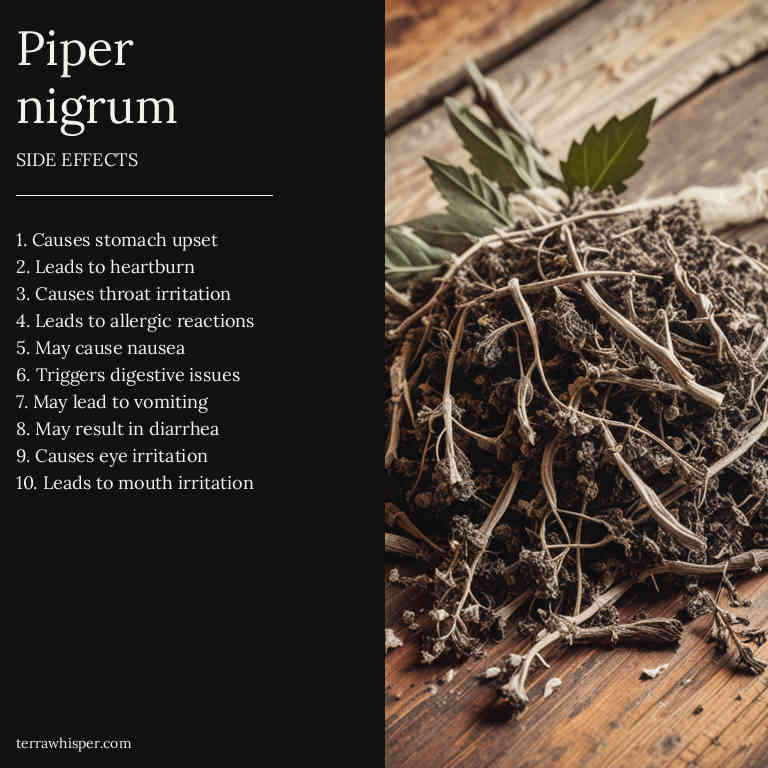 Piper
nigrum
SIDE EFFECTS
1. Causes stomach upset
2. Leads to heartburn
3. Causes throat irritation
4. Leads to allergic reactions
5. May cause nausea
6. Triggers digestive issues
7. May lead to vomiting
8. May result in diarrhea
9. Causes eye irritation
10. Leads to mouth irritation
terrawhisper.com